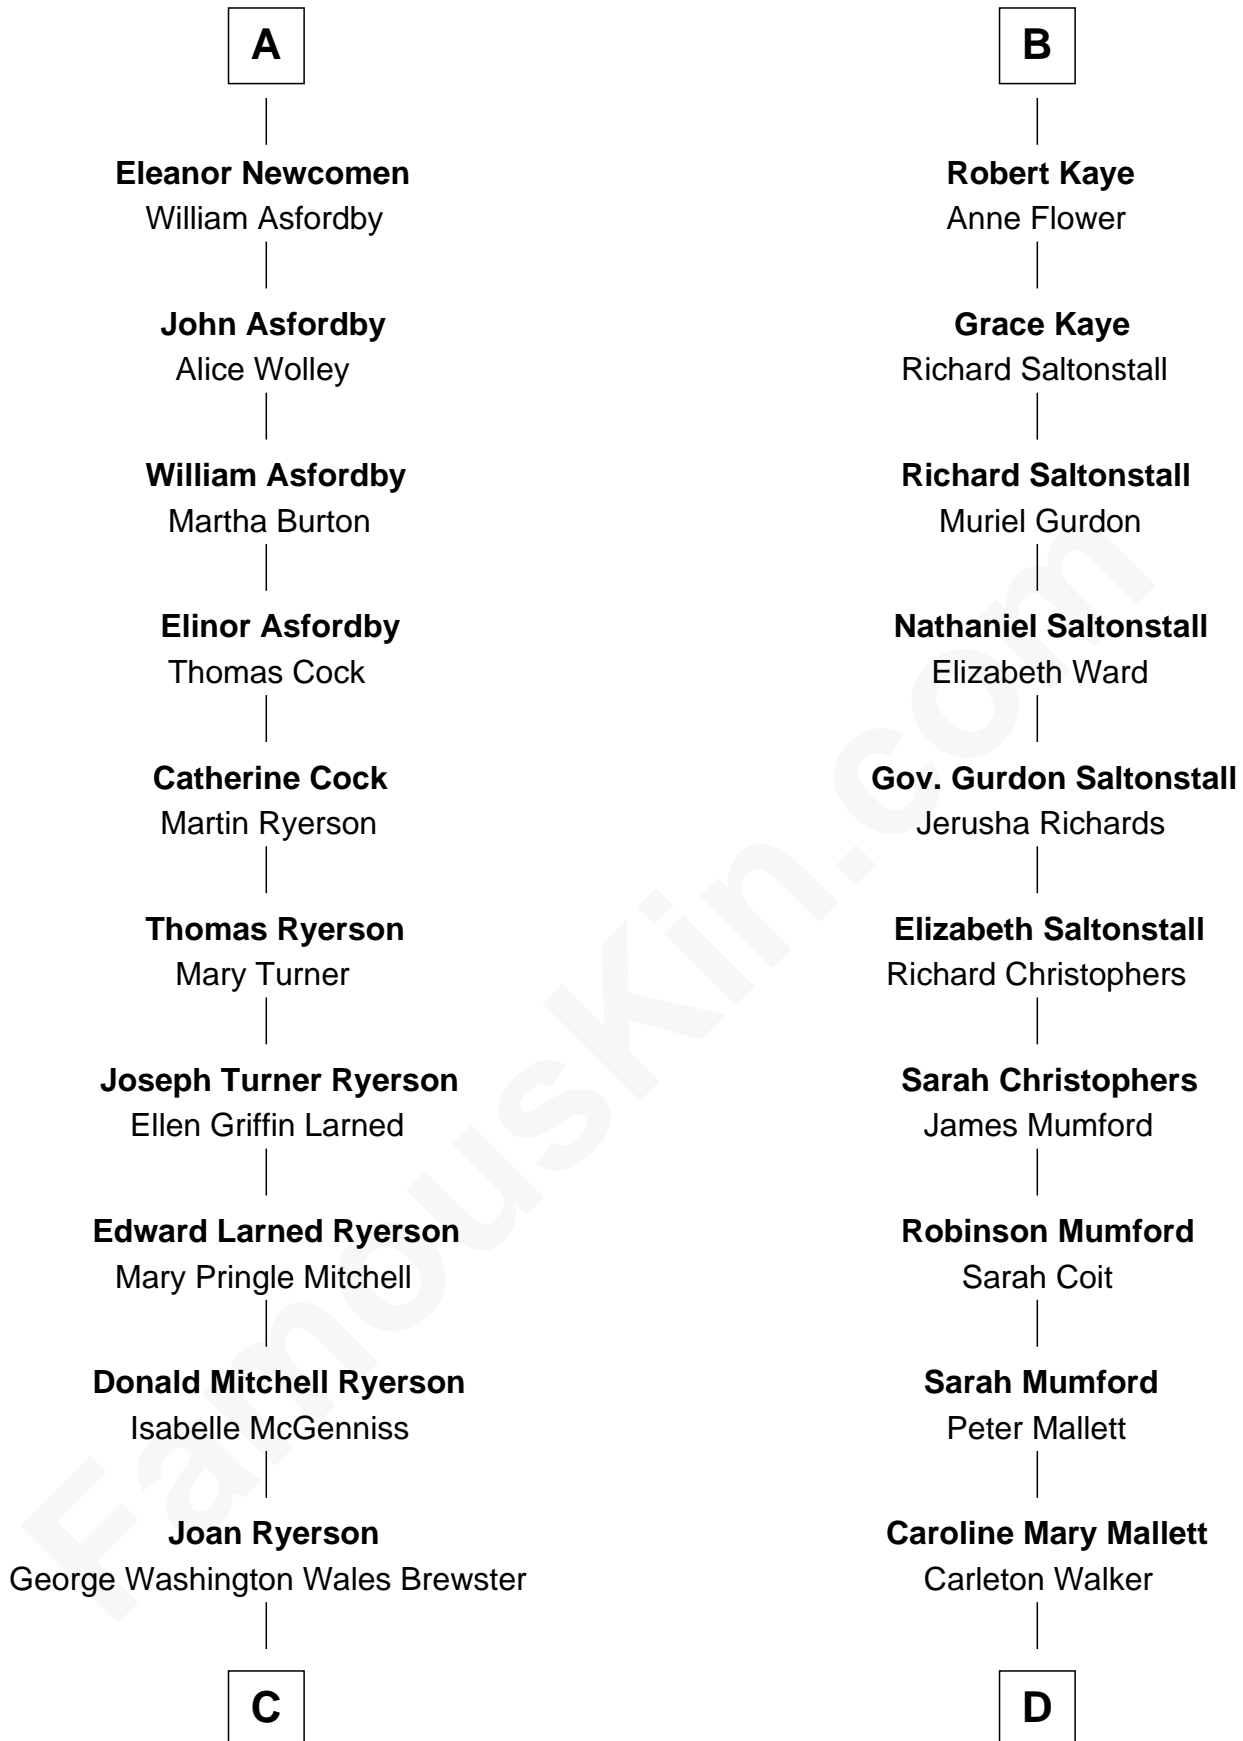 A
Eleanor Newcomen
William Asfordby
John Asfordby
Alice Wolley
William Asfordby
Martha Burton
Elinor Asfordby
Thomas Cock
Catherine Cock
Martin Ryerson
Thomas Ryerson
Mary Turner
Joseph Turner Ryerson
Ellen Griffin Larned
Edward Larned Ryerson
Mary Pringle Mitchell
Donald Mitchell Ryerson
Isabelle McGenniss
Joan Ryerson
George Washington Wales Brewster
C
B
Robert Kaye
Anne Flower
Grace Kaye
Richard Saltonstall
Richard Saltonstall
Muriel Gurdon
Nathaniel Saltonstall
Elizabeth Ward
Gov. Gurdon Saltonstall
Jerusha Richards
Elizabeth Saltonstall
Richard Christophers
Sarah Christophers
James Mumford
Robinson Mumford
Sarah Coit
Sarah Mumford
Peter Mallett
Caroline Mary Mallett
Carleton Walker
D
FamousKin.com